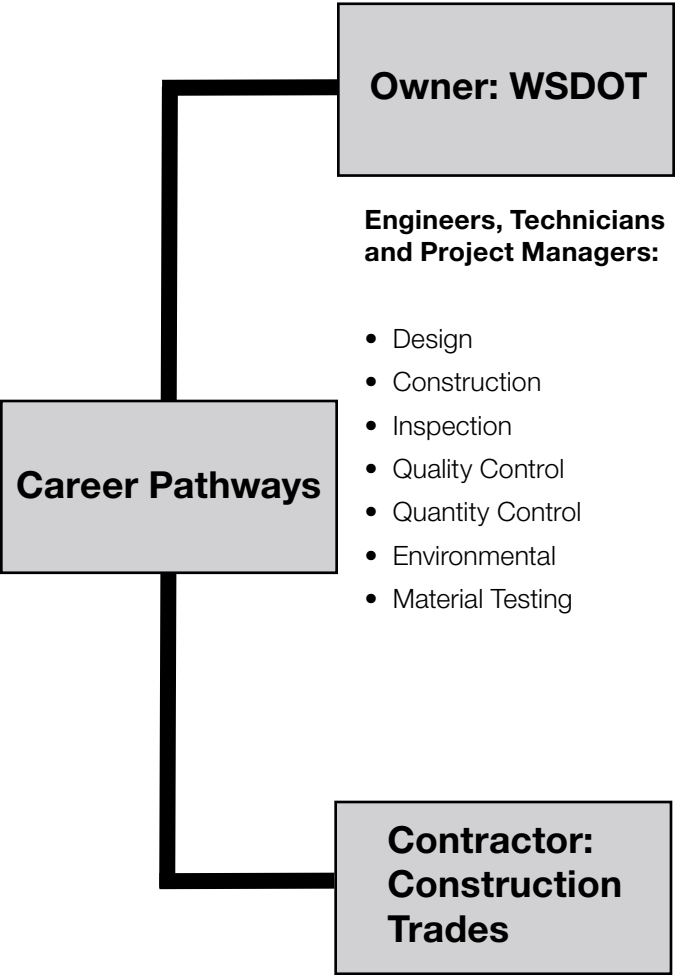 Owner: WSDOT
Engineers, Technicians
and Project Managers:
• Design
• Construction
• Inspection
• Quality Control
• Quantity Control
• Environmental
• Material Testing
Career Pathways
Contractor:
Construction
Trades